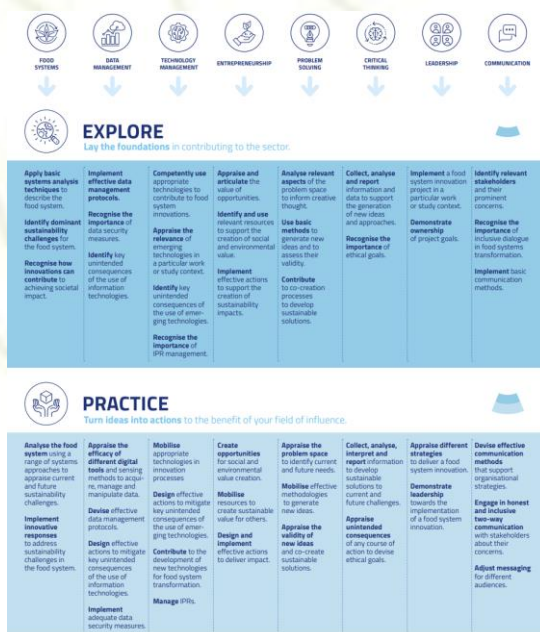 FOOD
SYSTEMS
DATA
MANAGEMENT
TECHNOLOGY
MANAGEMENT
ENTREPRENEURSHIP
PROBLEM
SOLVING
CRITICAL
THINKING
LEADERSHIP
COMMUNICATION
EXPLORE
Lay the foundations in contributing to the sector.
Apply basic
systems analysis
techniques to
describe the
food system.
Identify dominant
sustainability
challenges for
the food system.
Recognise how
innovations can
contribute to
achieving societal
impact.
Implement
effective data
management
protocols.
Recognise the
importance of
data security
measures.
Identify key
unintended
consequences
of the use of
information
technologies.
Competently use
appropriate
technologies to
contribute to food
system
innovations.
Appraise the
relevance of
emerging
technologies in
a particular work
or study context.
Identify key
unintended
consequences of
the use of emer-
ging technologies.
Recognise the
importance of
IPR management.
Appraise and
articulate the
value of
opportunities.
Identify and use
relevant resources
to support the
creation of social
and environmental
value.
Implement
effective actions
to support the
creation of
sustainability
impacts.
Analyse relevant
aspects of the
problem space
to inform creative
thought.
Use basic
methods to
generate new
ideas and to
assess their
validity.
Contribute
to co-creation
processes
to develop
sustainable
solutions.
Collect, analyse
and report
information and
data to support
the generation
of new ideas
and approaches.
Recognise the
importance of
ethical goals.
Implement a food
system innovation
project in a
particular work
or study context.
Demonstrate
ownership
of project goals.
Identify relevant
stakeholders
and their
prominent
concerns.
Recognise the
importance of
inclusive dialogue
in food systems
transformation.
Implement basic
communication
methods.
PRACTICE
Turn ideas into actions to the benefit of your field of influence.
Analyse the food
system using a
range of systems
approaches to
appraise current
and future
sustainability
challenges.
Implement
innovative
responses
to address
sustainability
challenges in
the food system.
Appraise the
efficacy of
different digital
tools and sensing
methods to acqui-
re, manage and
manipulate data.
Devise effective
data management
protocols.
Design effective
actions to mitigate
key unintended
consequences
of the use of
information
technologies.
Implement
adequate data
security measures.
Mobilise
appropriate
technologies in
innovation
processes
Design effective
actions to mitigate
key unintended
consequences of
the use of emer-
ging technologies.
Contribute to the
development of
new technologies
for food system
transformation.
Manage IPRs.
Create
opportunities
for social and
environmental
value creation.
Mobilise
resources to
create sustainable
value for others.
Design and
implement
effective actions
to deliver impact.
Appraise the
problem space
to identify current
and future needs.
Mobilise effective
methodologies
to generate
new ideas.
Appraise the
validity of
new ideas
and co-create
sustainable
solutions.
Collect, analyse,
interpret and
report information
to develop
sustainable
solutions to
current and
future challenges.
Appraise
unintended
consequences
of any course of
action to devise
ethical goals.
Appraise different
strategies
to deliver a food
system innovation.
Demonstrate
leadership
towards the
implementation
of a food system
innovation.
Devise effective
communication
methods
that support
organisational
strategies.
Engage in honest
and inclusive
two-way
communication
with stakeholders
about their
concerns.
Adjust messaging
for different
audiences.